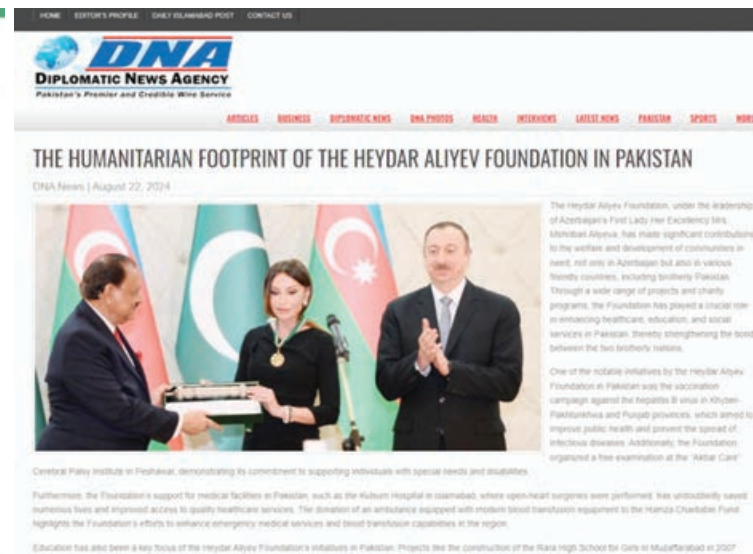 HOME EDITOR'S PROFILE DAILY ISLAMABAD POST CONTACT US
DNA
DIPLOMATIC NEWS AGENCY
Pakistan's Premier and Credible Wire Service
ARTICLES BUSINESS DIPLOMATIC NEWS DNA PHOTOS HEALTH INTERVIEWS LATEST NEWS PAKISTAN SPORTS
THE HUMANITARIAN FOOTPRINT OF THE HEYDAR ALIYEV FOUNDATION IN PAKISTAN
DNA News | August 22, 2024
The Heydar Aliyev Foundation, under the leadership
of Azerbaijan's First Lady Her Excellency Mrs.
Mehriban Aliyeva, has made significant contributions
to the welfare and development of communities in
need, not only in Azerbaijan but also in various
friendly countries, including brotherly Pakistan.
Through a wide range of projects and charity
programs, the Foundation has played a crucial role
in enhancing healthcare, education, and social
services in Pakistan, thereby strengthening the bond
between the two brotherly nations.
One of the notable initiatives by the Heydar Aliyev
Foundation in Pakistan was the vaccination
campaign against the hepatitis B virus in Khyber-
Pakhtunkhwa and Punjab provinces, which aimed to
improve public health and prevent the spread of
infectious diseases. Additionally, the Foundation
organized a free examination at the "Akbar Care"
Cerebral Palsy Institute in Peshawar, demonstrating its commitment to supporting individuals with special needs and disabilities.
Furthermore, the Foundation's support for medical facilities in Pakistan, such as the Kulsum Hospital in Islamabad, where open-heart surgeries were performed, has undoubtedly saved
numerous lives and improved access to quality healthcare services. The donation of an ambulance equipped with modern blood transfusion equipment to the Hamza Charitable Fund
highlights the Foundation's efforts to enhance emergency medical services and blood transfusion capabilities in the region.
Education has also been a key focus of the Heydar Aliyev Foundation's initiatives in Pakistan. Projects like the construction of the Rara High School for Girls in Muzaffarabad in 2007